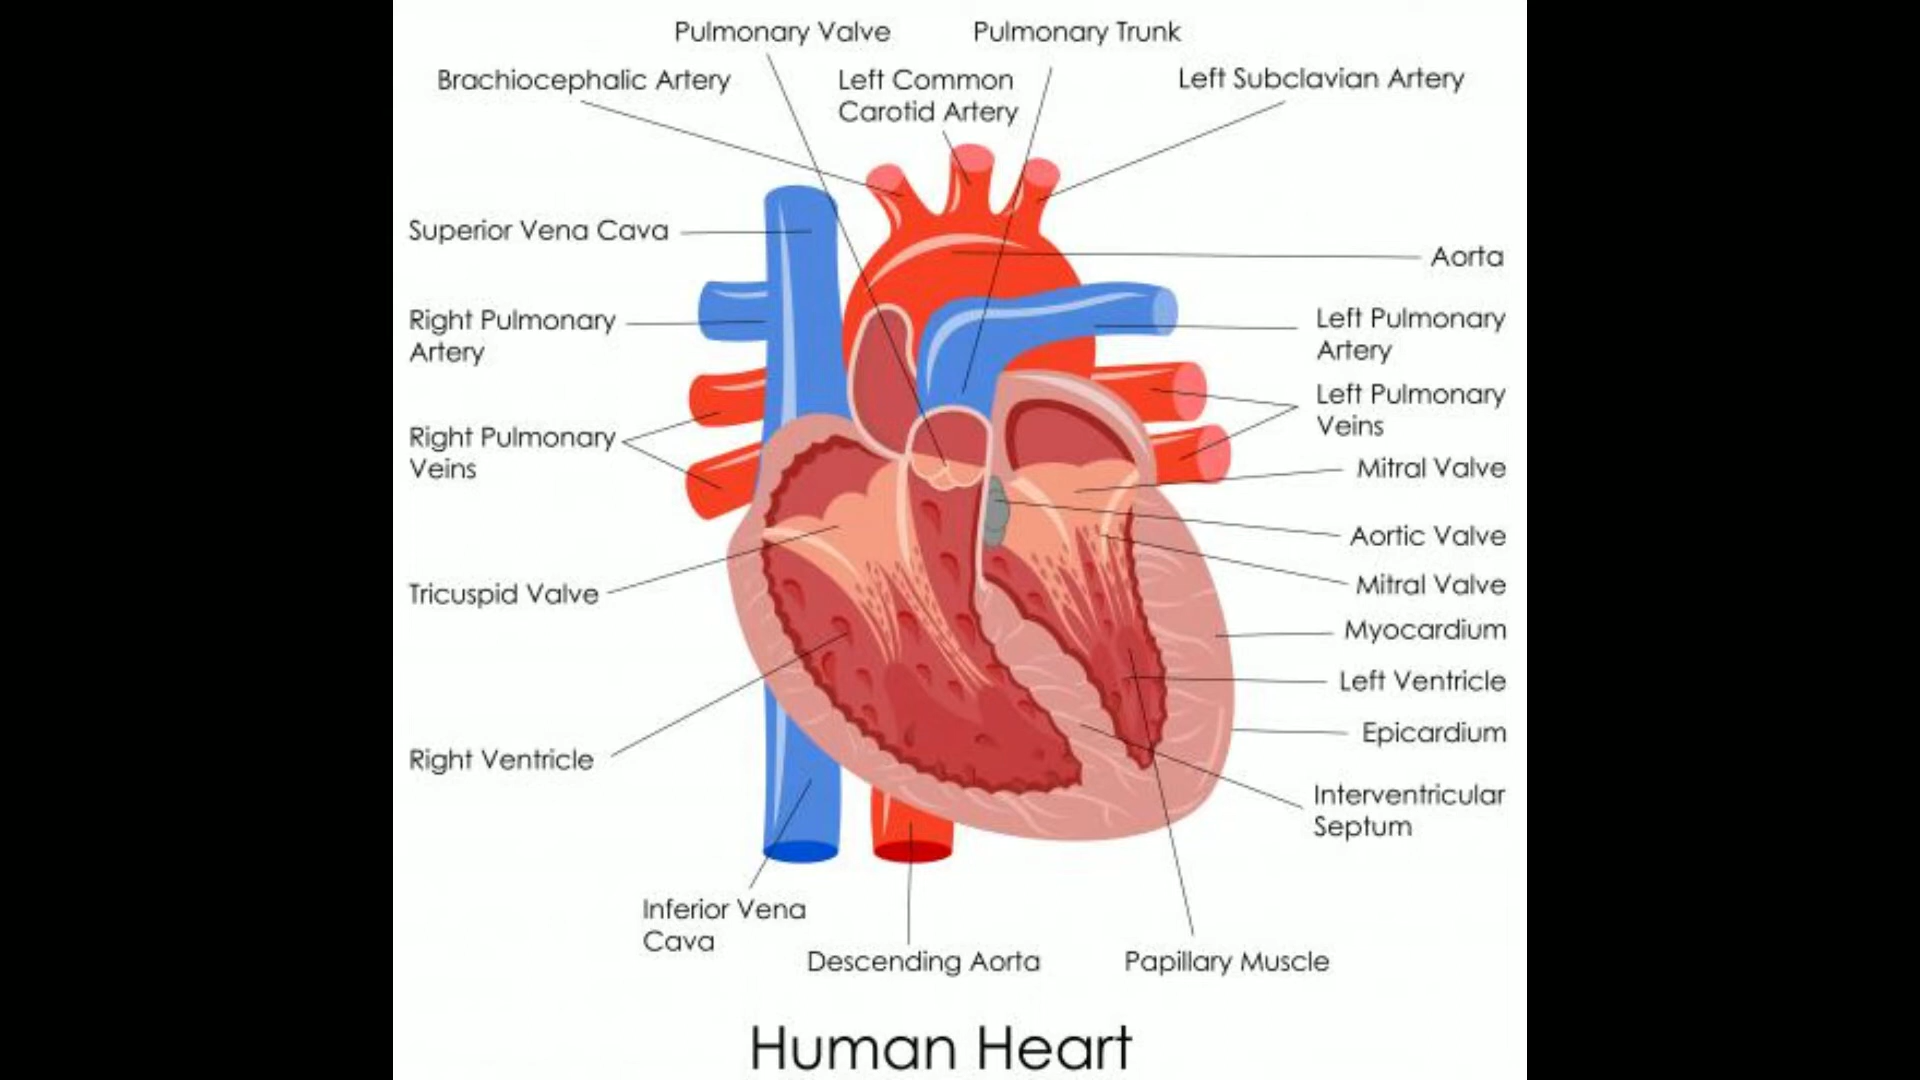 Pulmonary Valve
Pulmonary Trunk
Brachiocephalic Artery
Left Common
Carotid Artery
Left Subclavian Artery
Superior Vena Cava
Aorta
Right Pulmonary
Artery
Left Pulmonary
Artery
Left Pulmonary
Veins
Right Pulmonary
Veins
Mitral Valve
Aortic Valve
Mitral Valve
Tricuspid Valve
Myocardium
Left Ventricle
Epicardium
Right Ventricle
Interventricular
Septum
Inferior Vena
Cava
Descending Aorta
Papillary Muscle
Human Heart